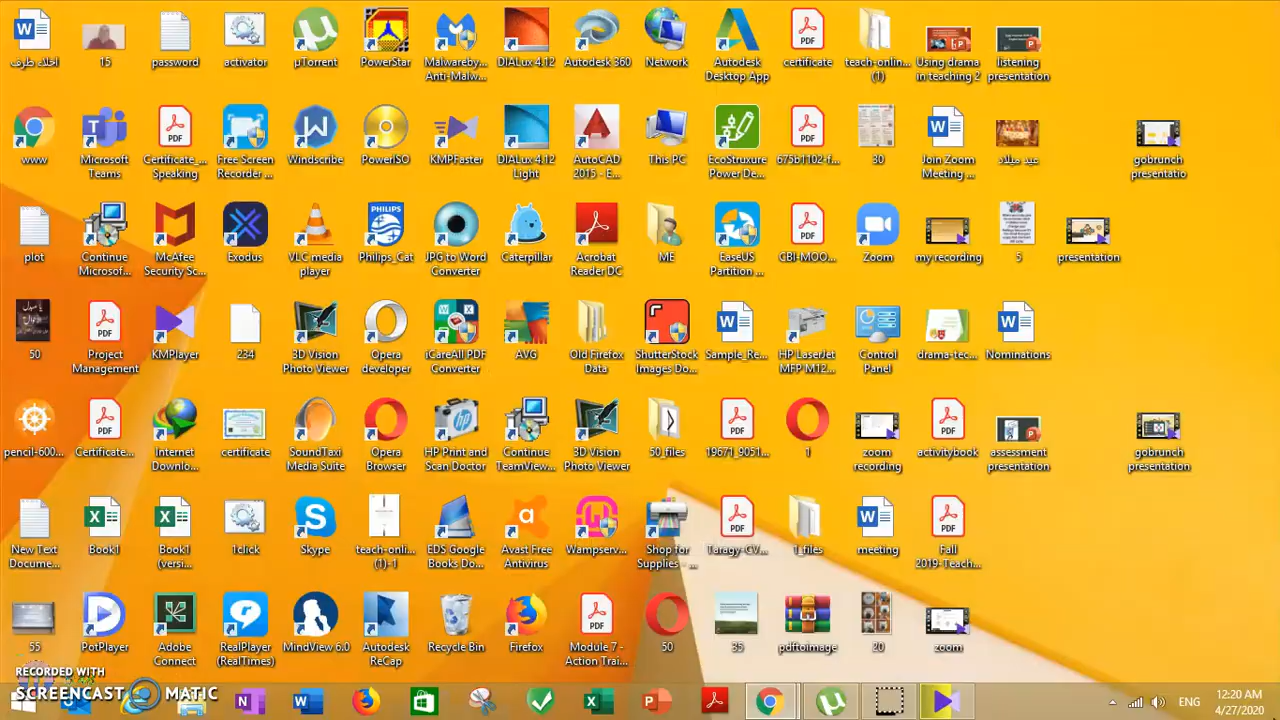 اخلاء طرف
15
password
activator
µTorrent
PowerStar
Malwareby...
Anti-Malw...
DIALux 4.12
Autodesk 360
Network
Autodesk
Desktop App
certificate
teach-onlin...
(1)
Using drama
in teaching 2
listening
presentation
www
Microsoft
Teams
Certificate_...
Speaking
Free Screen
Recorder ...
Windscribe
PowerISO
KMPFaster
DIALux 4.12
Light
AutoCAD
2015 - E...
This PC
EcoStruxure
Power De...
675b1102-f...
30
Join Zoom
Meeting ...
عيد ميلاد
gobrunch
presentatio
plot
Continue
Microsof...
McAfee
Security Sc...
Exodus
VLC media
player
Philips_Cat
JPG to Word
Converter
Caterpillar
Acrobat
Reader DC
ME
EaseUS
Partition ...
CBI-MOO...
Zoom
my recording
5
presentation
50
Project
Management
KMPlayer
234
3D Vision
Photo Viewer
Opera
developer
iCareAll PDF
Converter
AVG
Old Firefox
Data
ShutterStock
Images Do...
Sample_Re...
HP LaserJet
MFP M12...
Control
Panel
drama-tec...
Nominations
pencil-600...
Certificate...
Internet
Downlo...
certificate
SoundTaxi
Media Suite
Opera
Browser
HP Print and
Scan Doctor
Continue
TeamView...
3D Vision
Photo Viewer
50_files
19671_9051...
1
zoom
recording
activitybook
assessment
presentation
gobrunch
presentation
New Text
Docume...
Book1
Book1
(versi...
1click
Skype
teach-onli...
(1)-1
EDS Google
Books Do...
Avast Free
Antivirus
Wampserv...
Shop for
Supplies - ...
Taragy-CV...
1_files
meeting
Fall
2019-Teach...
55
PotPlayer
Adobe
Connect
RealPlayer
(RealTimes)
MindView 6.0
Autodesk
ReCap
Recycle Bin
Firefox
Module 7 -
Action Trai...
50
35
pdftoimage
20
zoom
RECORDED WITH
SCREENCAST MATIC
ENG
12:20 AM
4/27/2020